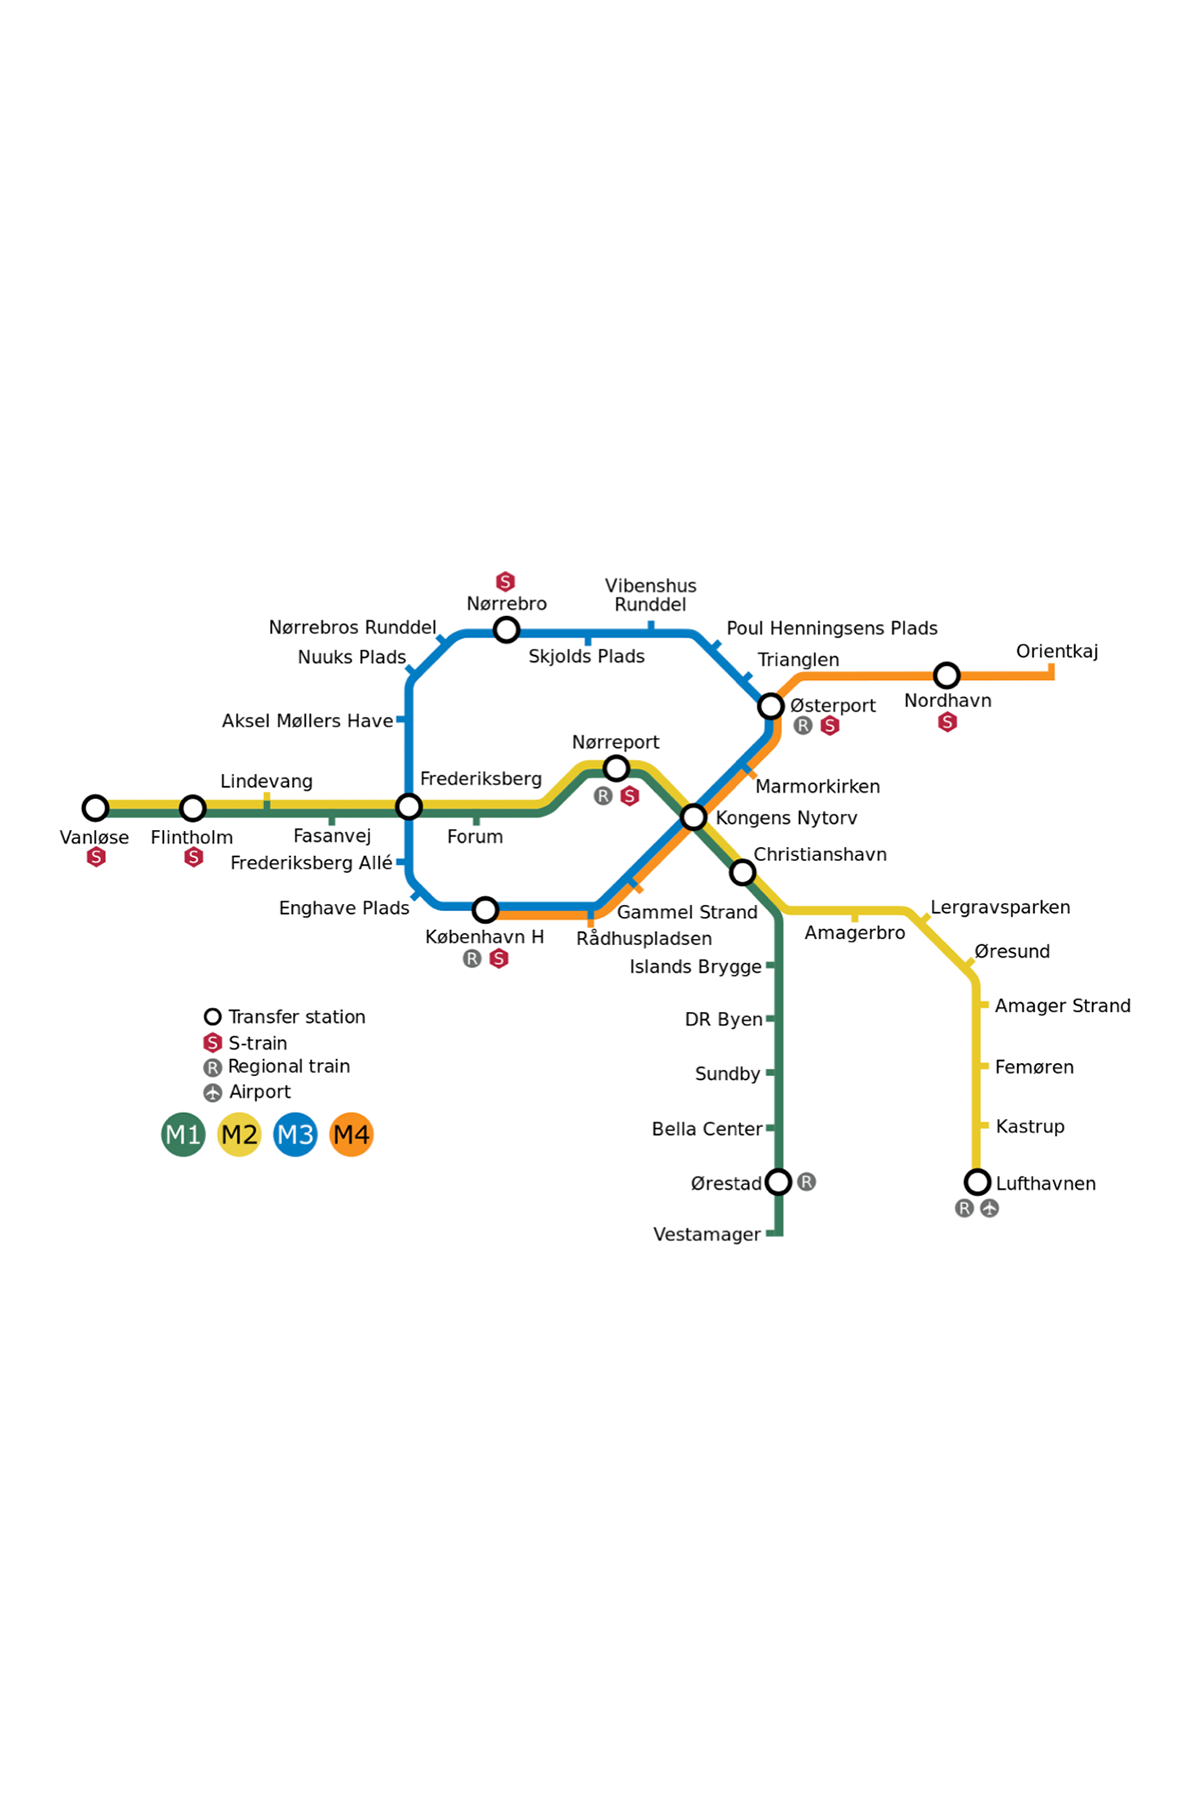 S
Nørrebro
Vibenshus
Runddel
Nørrebros Runddel
Poul Henningsens Plads
Nuuks Plads
Skjolds Plads
Trianglen
Orientkaj
Aksel Møllers Have
Østerport
R S
Nordhavn
S
Nørreport
R S
Lindevang
Frederiksberg
Marmorkirken
Vanløse
S
Flintholm
S
Fasanvej
Forum
Kongens Nytorv
Frederiksberg Allé
Christianshavn
Enghave Plads
Gammel Strand
Lergravsparken
København H
R S
Rådhuspladsen
Amagerbro
Øresund
Islands Brygge
Amager Strand
DR Byen
Femøren
Sundby
Bella Center
Kastrup
Ørestad R
Lufthavnen
R
Vestamager
Transfer station
S S-train
R Regional train
Airport
M1 M2 M3 M4